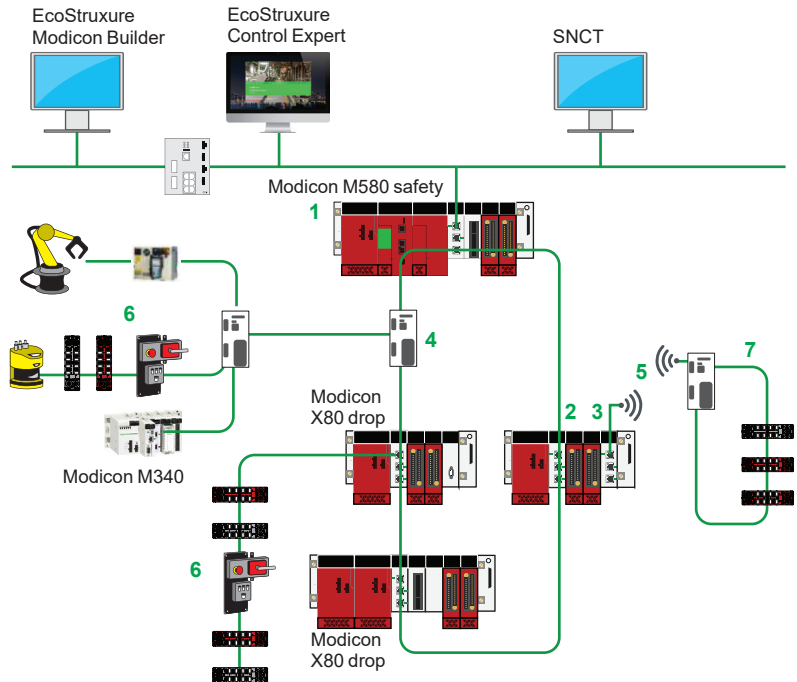 EcoStruxure
Modicon Builder
EcoStruxure
Control Expert
SNCT
Modicon M580 safety
1
6
4
5
7
Modicon
X80 drop
2
3
Modicon M340
6
Modicon
X80 drop